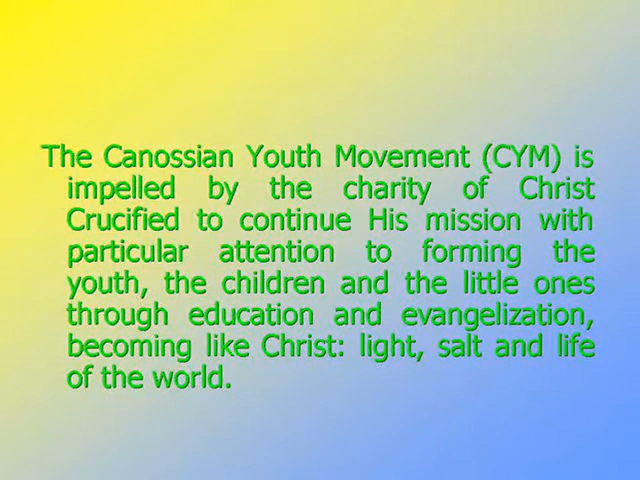 The Canossian Youth Movement (CYM) is
impelled by the charity of Christ
Crucified to continue His mission with
particular attention to forming the
youth, the children and the little ones
through education and evangelization,
becoming like Christ: light, salt and life
of the world.